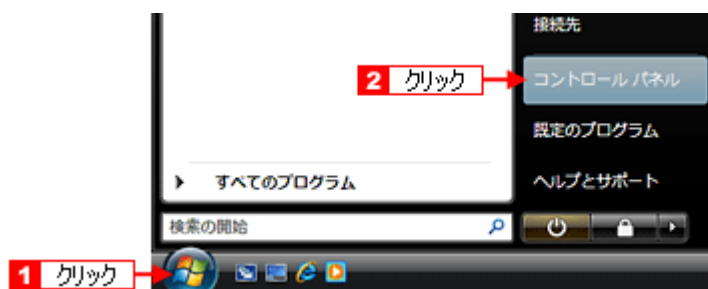 接続先
2 クリック
コントロール パネル
既定のプログラム
すべてのプログラム
ヘルプとサポート
検索の開始
1 クリック